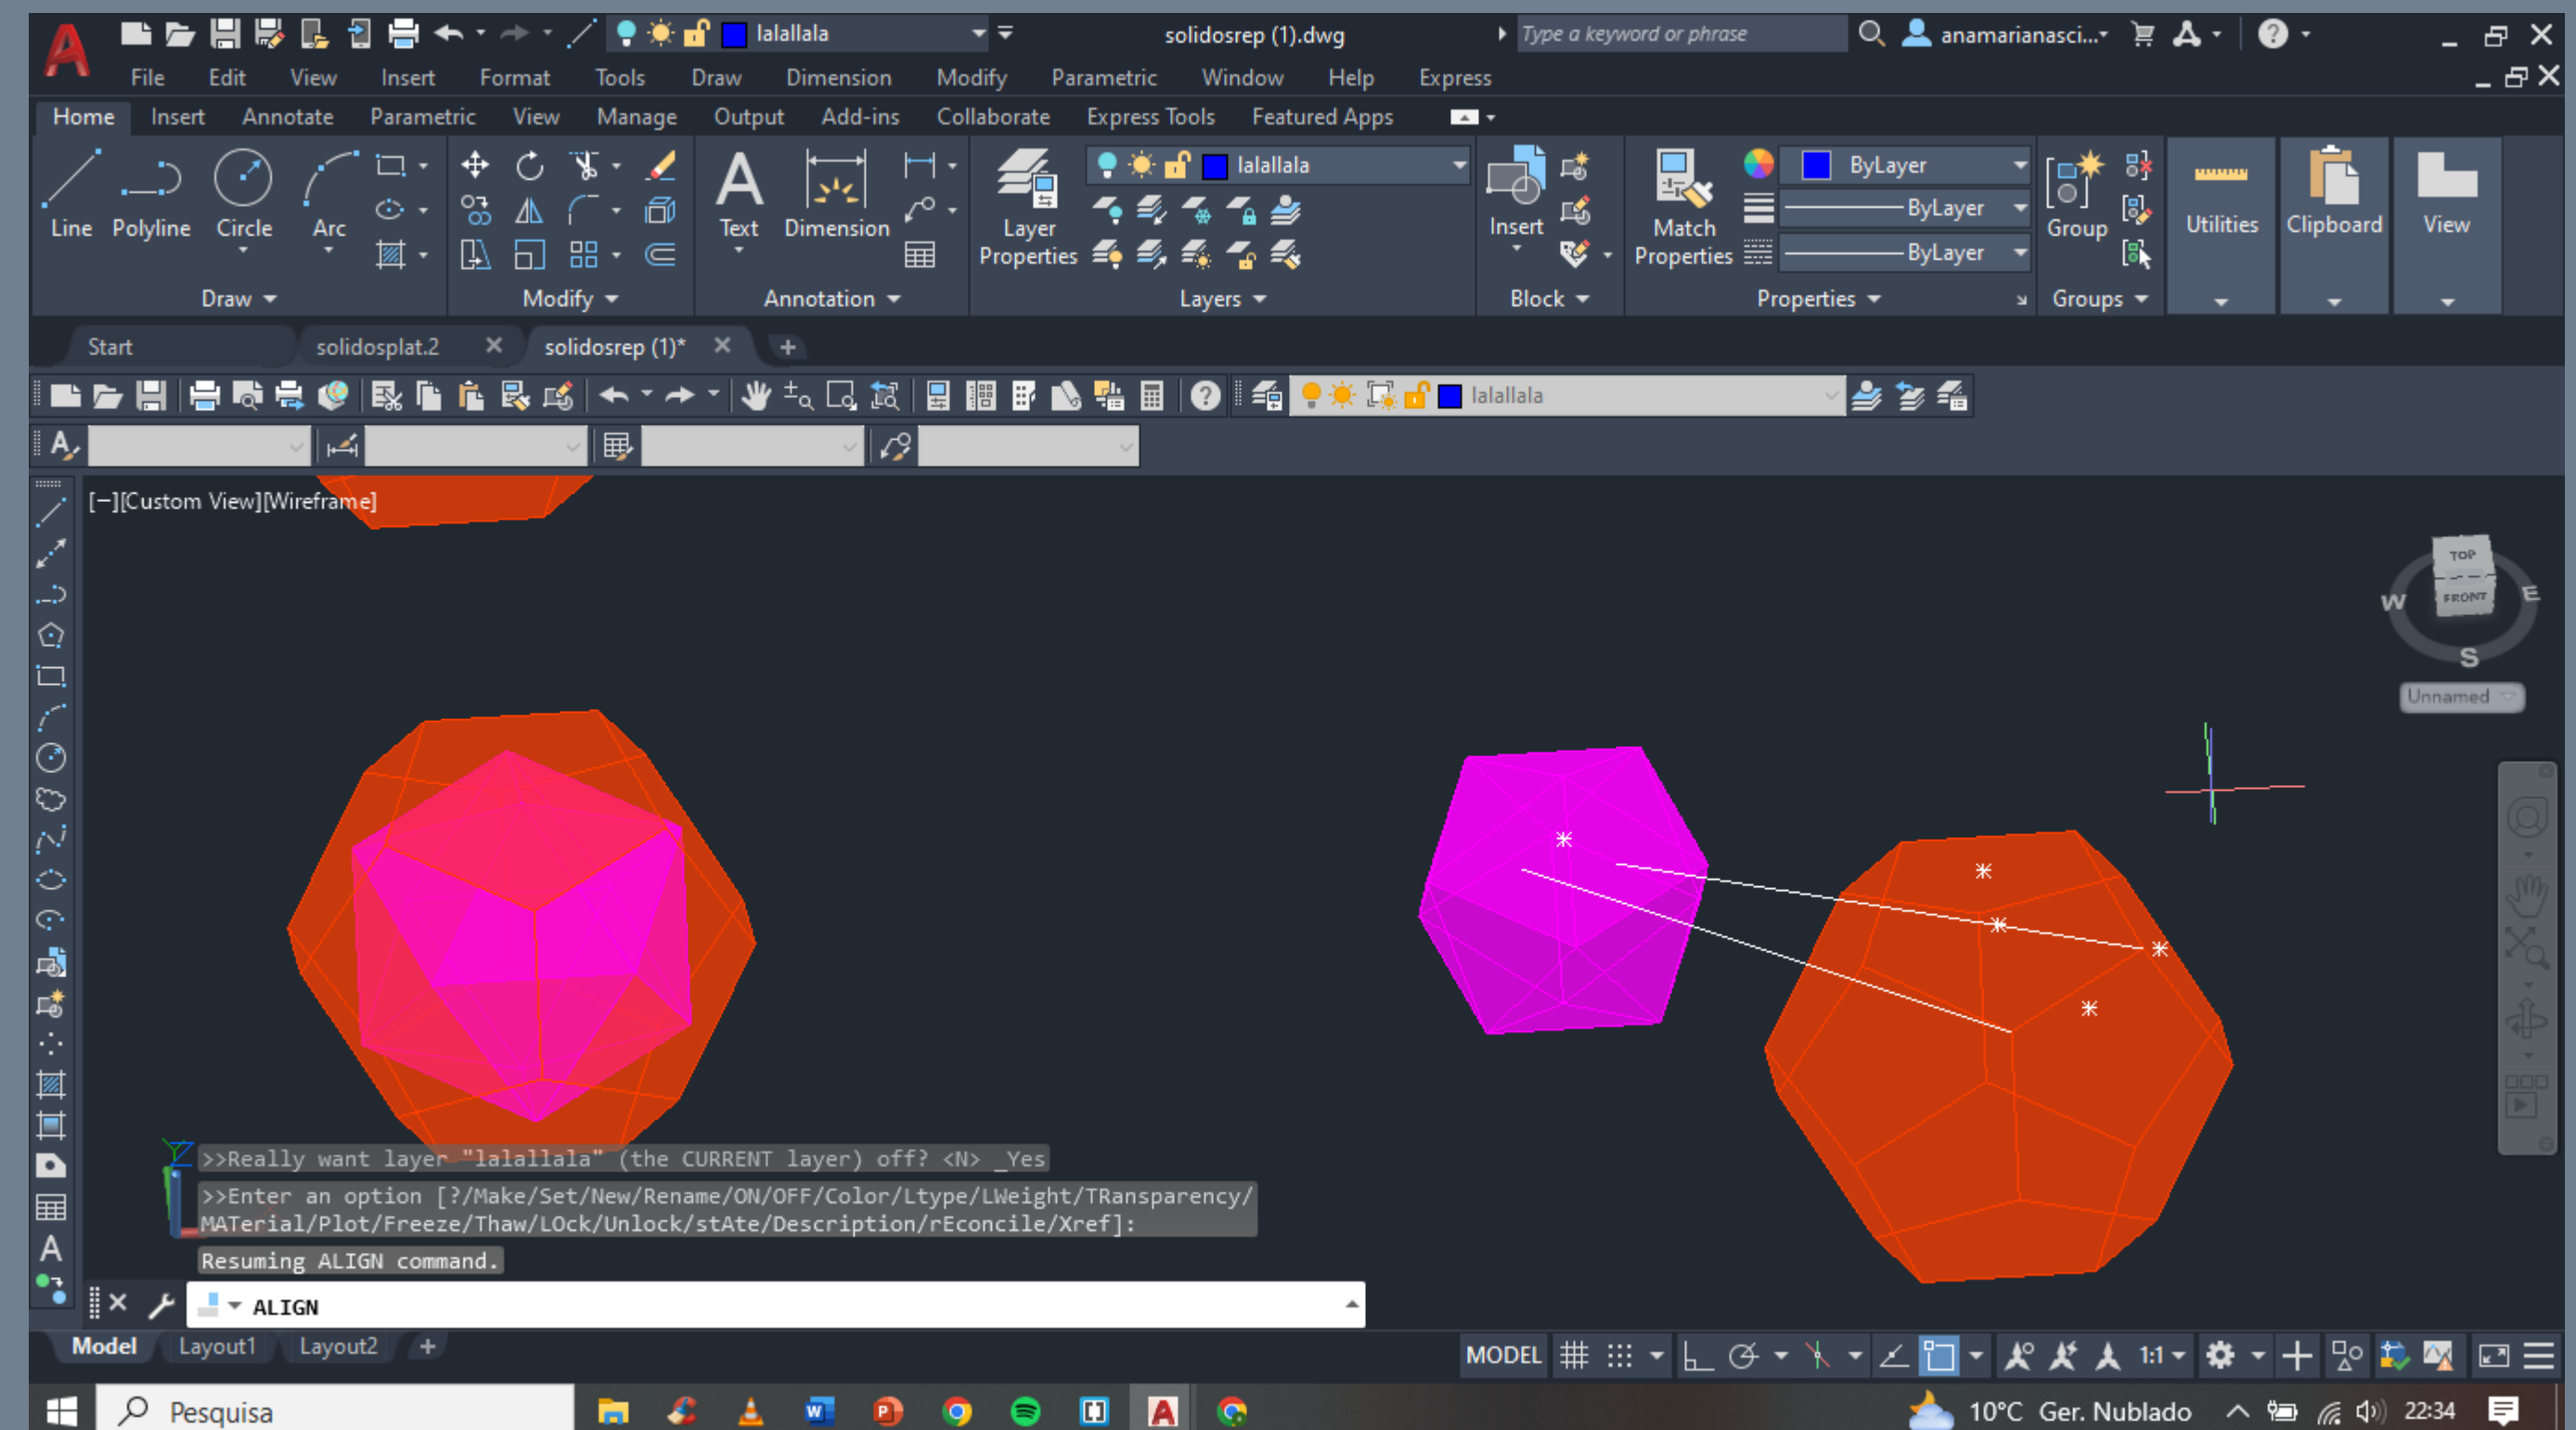 lalallala
solidosrep (1).dwg
Type a keyword or phrase
anamarianasci...
File Edit View Insert Format Tools Draw Dimension Modify Parametric Window Help Express
Home Insert Annotate Parametric View Manage Output Add-ins Collaborate Express Tools Featured Apps
Line Polyline Circle Arc
Draw
Modify
Text Dimension
Annotation
Layer
Properties
lalallala
Layers
Insert
Block
Match
Properties
ByLayer
ByLayer
ByLayer
Properties
Group
Groups
Utilities
Clipboard
View
Start solidosplat.2 solidosrep (1)*
lalallala
[−][Custom View][Wireframe]
TOP
FRONT
W E
S
Unnamed
>>Really want layer "lalallala" (the CURRENT layer) off? <N> _Yes
>>Enter an option [?/Make/Set/New/Rename/ON/OFF/Color/Ltype/LWeight/TRansparency/
MATerial/Plot/Freeze/Thaw/LOck/Unlock/stAte/Description/rEconcile/Xref]:
Resuming ALIGN command.
ALIGN
Model Layout1 Layout2
MODEL 1:1
Pesquisa
10°C Ger. Nublado 22:34